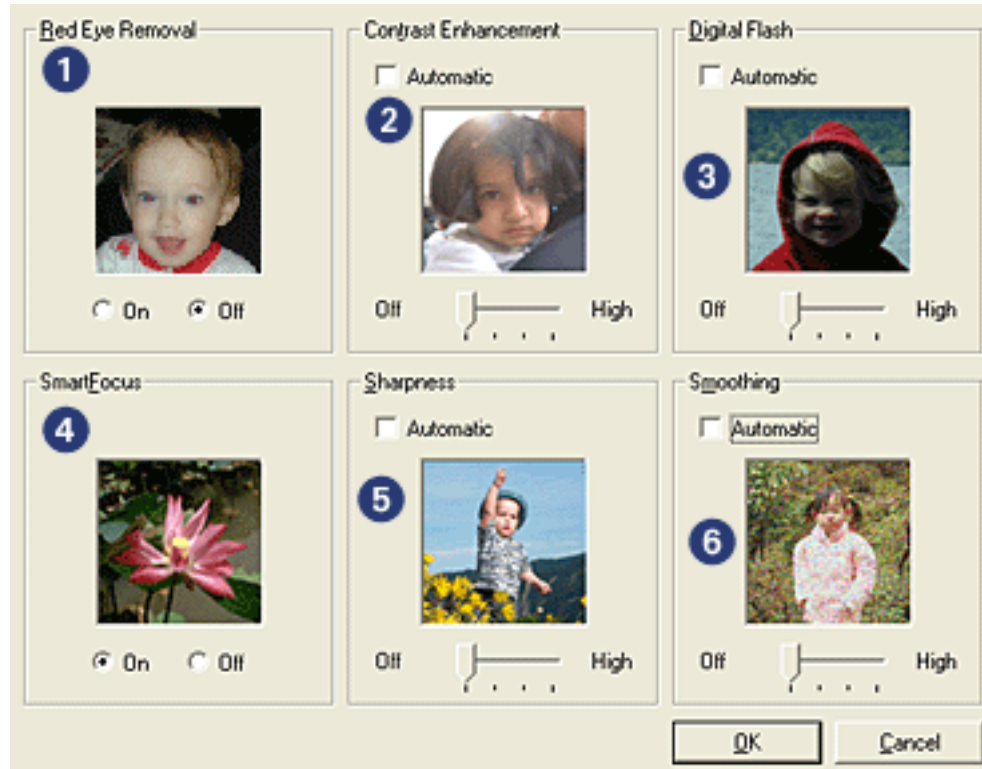 Red Eye Removal
1
On Off
Contrast Enhancement
Automatic
2
Off High
Digital Flash
Automatic
3
Off High
SmartFocus
4
On Off
Sharpness
Automatic
5
Off High
Smoothing
Automatic
6
Off High
OK Cancel